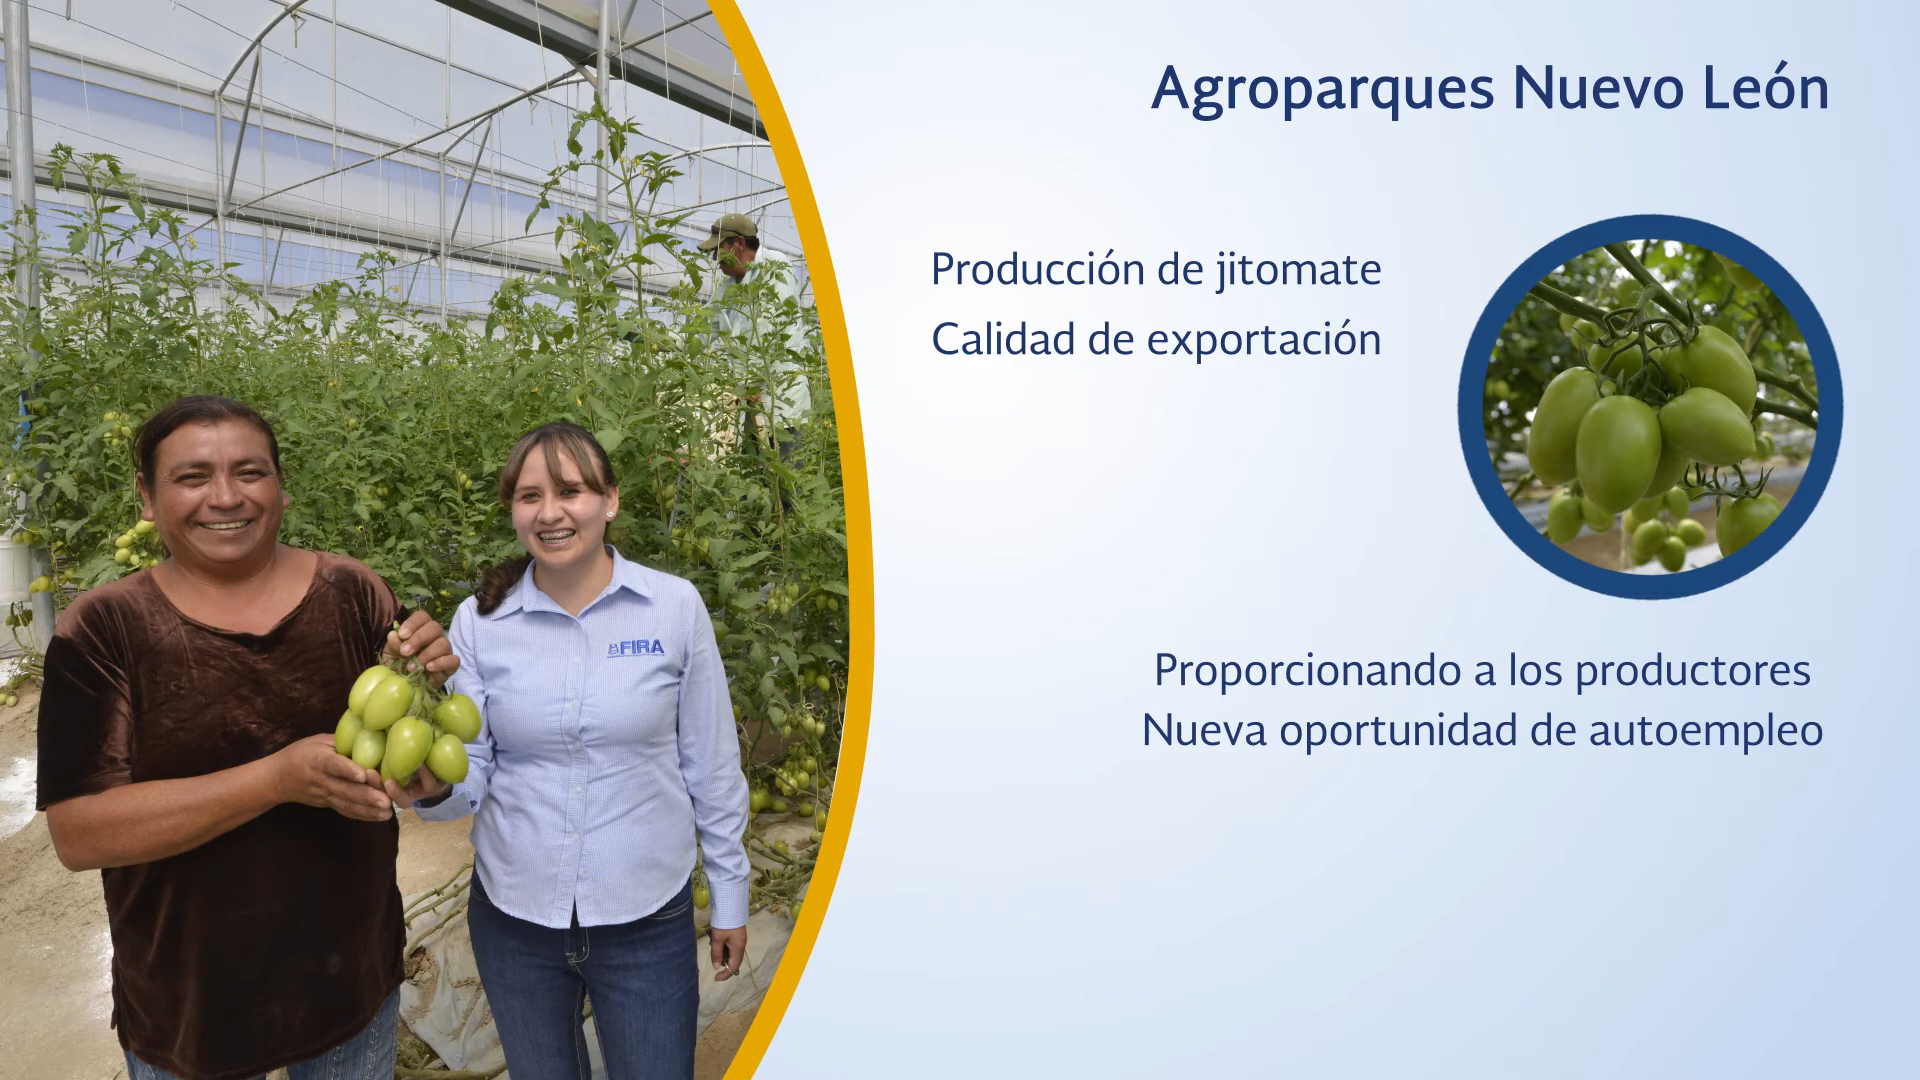 Agroparques Nuevo León
Producción de jitomate
Calidad de exportación
Proporcionando a los productores
Nueva oportunidad de autoempleo
FIRA